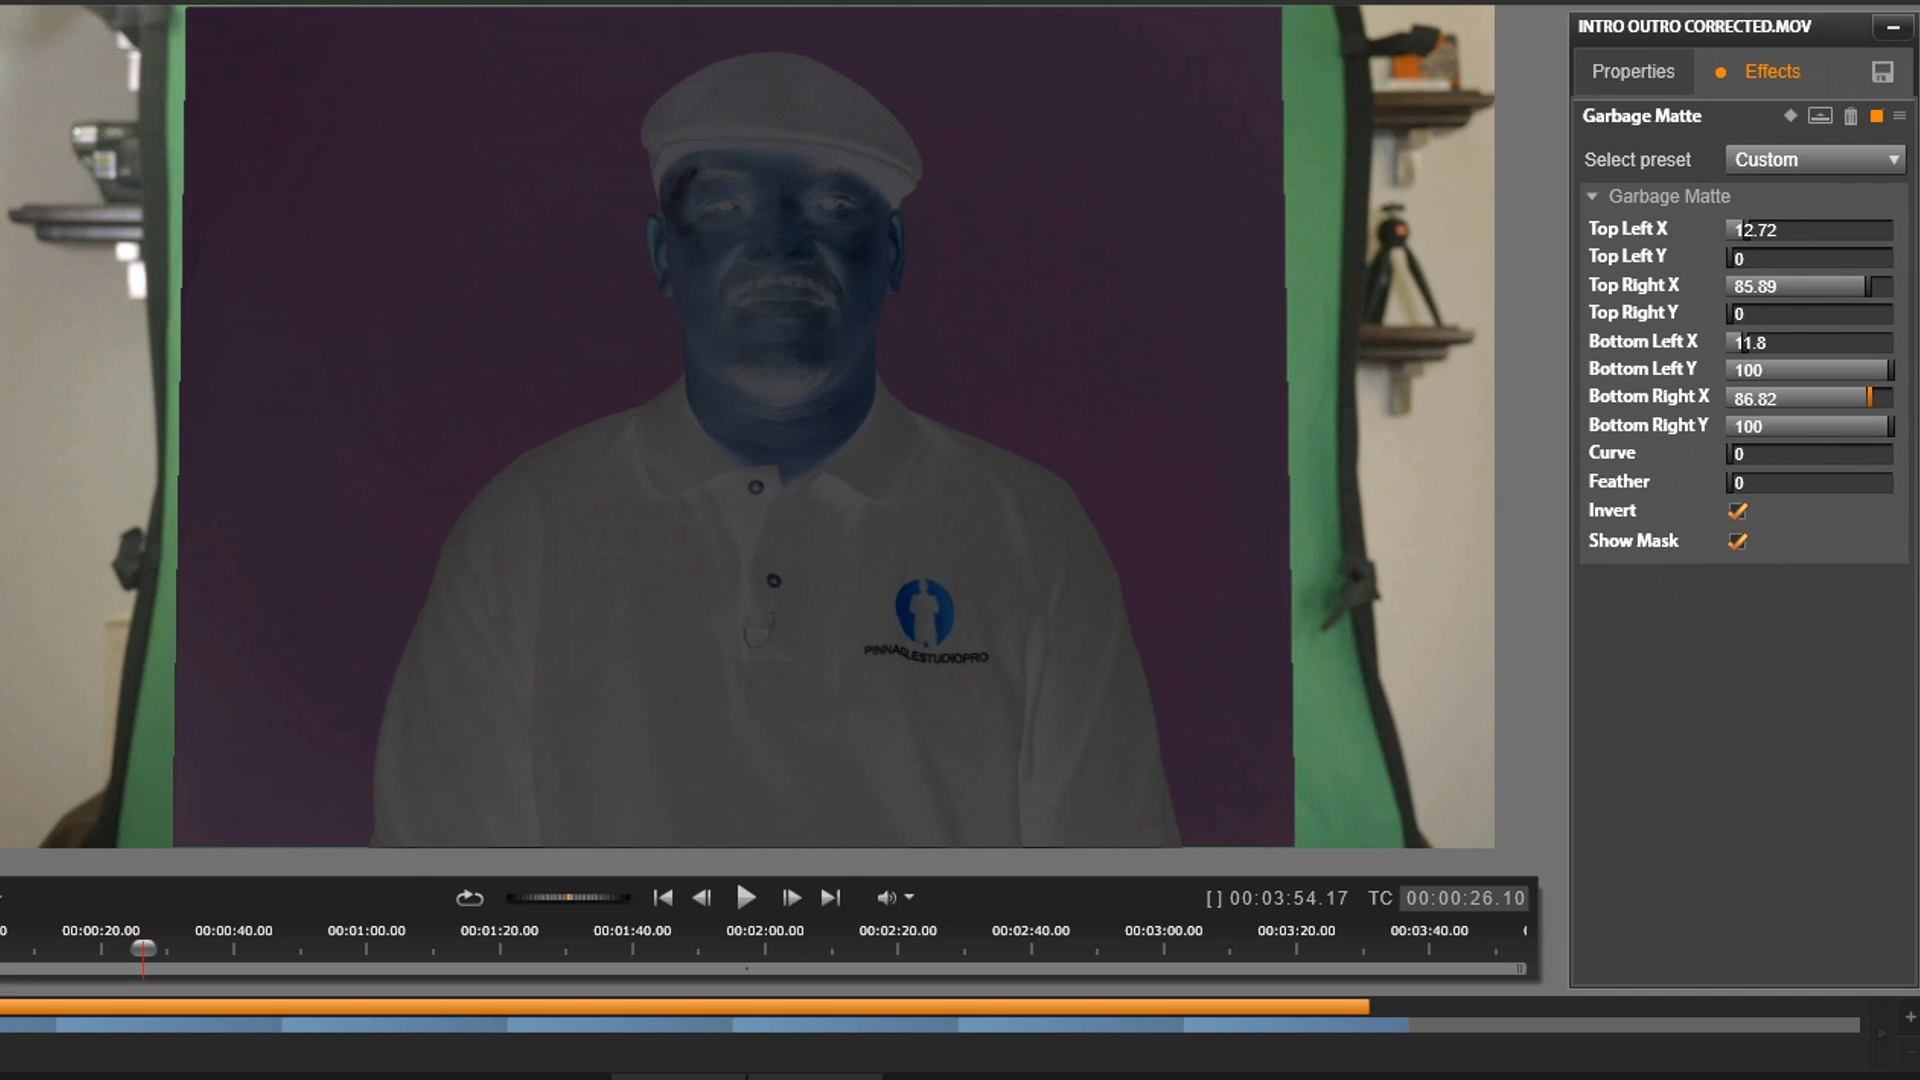 INTRO OUTRO CORRECTED.MOV
Properties
Effects
Garbage Matte
Select preset
Custom
Garbage Matte
Top Left X
12.72
Top Left Y
0
Top Right X
85.89
Top Right Y
0
Bottom Left X
11.8
Bottom Left Y
100
Bottom Right X
86.82
Bottom Right Y
100
Curve
0
Feather
0
Invert
Show Mask
PINNACLESTUDIOPRO
[ ] 00:03:54.17 TC 00:00:26.10
0 00:00:20.00 00:00:40.00 00:01:00.00 00:01:20.00 00:01:40.00 00:02:00.00 00:02:20.00 00:02:40.00 00:03:00.00 00:03:20.00 00:03:40.00